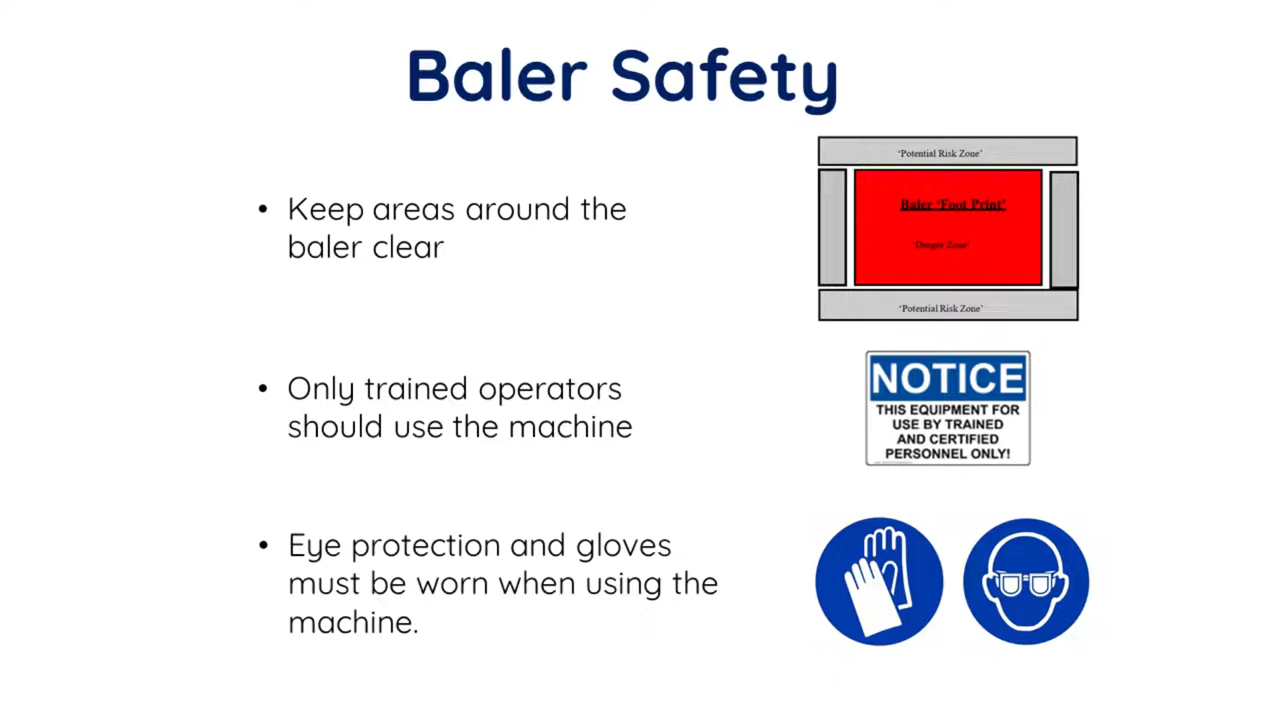 Baler Safety
• Keep areas around the
baler clear
'Potential Risk Zone'
Baler 'Foot Print'
'Danger Zone'
'Potential Risk Zone'
• Only trained operators
should use the machine
NOTICE
THIS EQUIPMENT FOR
USE BY TRAINED
AND CERTIFIED
PERSONNEL ONLY!
• Eye protection and gloves
must be worn when using the
machine.